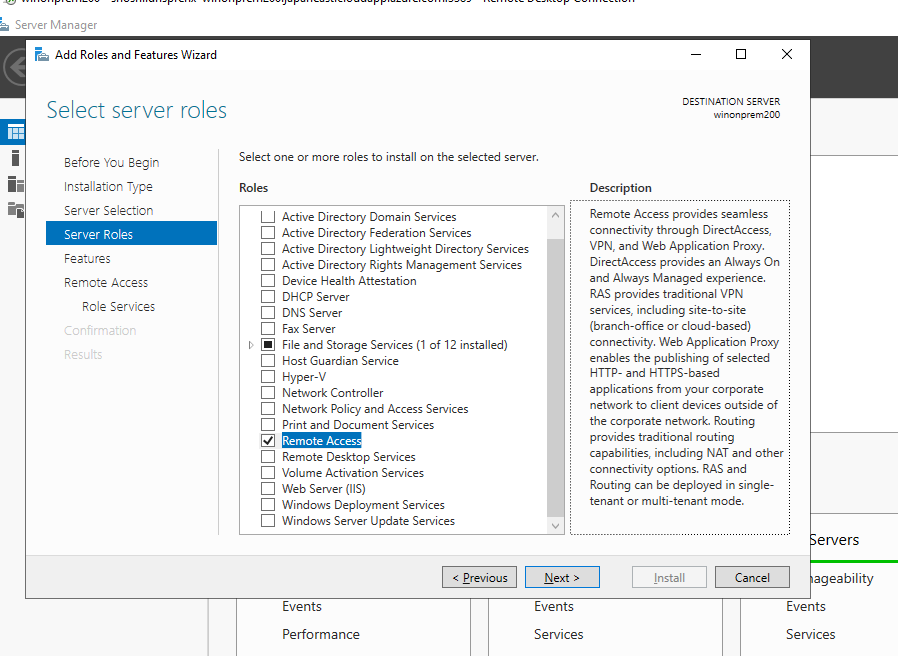 Remote Desktop Connection
Server Manager
Add Roles and Features Wizard
Select server roles
DESTINATION SERVER
winonprem200
Before You Begin
Installation Type
Server Selection
Server Roles
Features
Remote Access
Role Services
Confirmation
Results
Select one or more roles to install on the selected server.
Roles
Active Directory Domain Services
Active Directory Federation Services
Active Directory Lightweight Directory Services
Active Directory Rights Management Services
Device Health Attestation
DHCP Server
DNS Server
Fax Server
File and Storage Services (1 of 12 installed)
Host Guardian Service
Hyper-V
Network Controller
Network Policy and Access Services
Print and Document Services
Remote Access
Remote Desktop Services
Volume Activation Services
Web Server (IIS)
Windows Deployment Services
Windows Server Update Services
Description
Remote Access provides seamless
connectivity through DirectAccess,
VPN, and Web Application Proxy.
DirectAccess provides an Always On
and Always Managed experience.
RAS provides traditional VPN
services, including site-to-site
(branch-office or cloud-based)
connectivity. Web Application Proxy
enables the publishing of selected
HTTP- and HTTPS-based
applications from your corporate
network to client devices outside of
the corporate network. Routing
provides traditional routing
capabilities, including NAT and other
connectivity options. RAS and
Routing can be deployed in single-
tenant or multi-tenant mode.
< Previous
Next >
Install
Cancel
Servers
nageability
Events
Events
Events
Performance
Services
Services